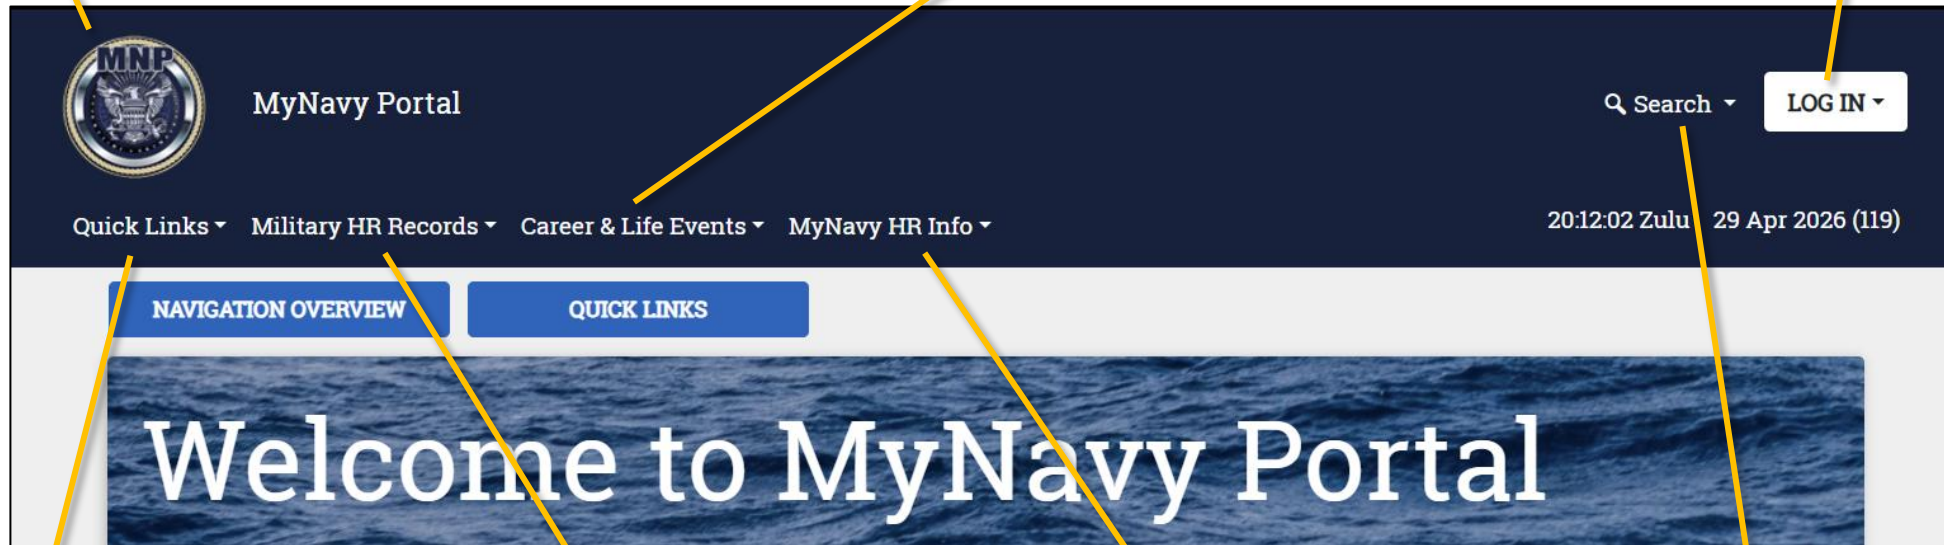 MNP
MyNavy Portal
Search
LOG IN
Quick Links
Military HR Records
Career & Life Events
MyNavy HR Info
20:12:02 Zulu 29 Apr 2026 (119)
NAVIGATION OVERVIEW
QUICK LINKS
Welcome to MyNavy Portal